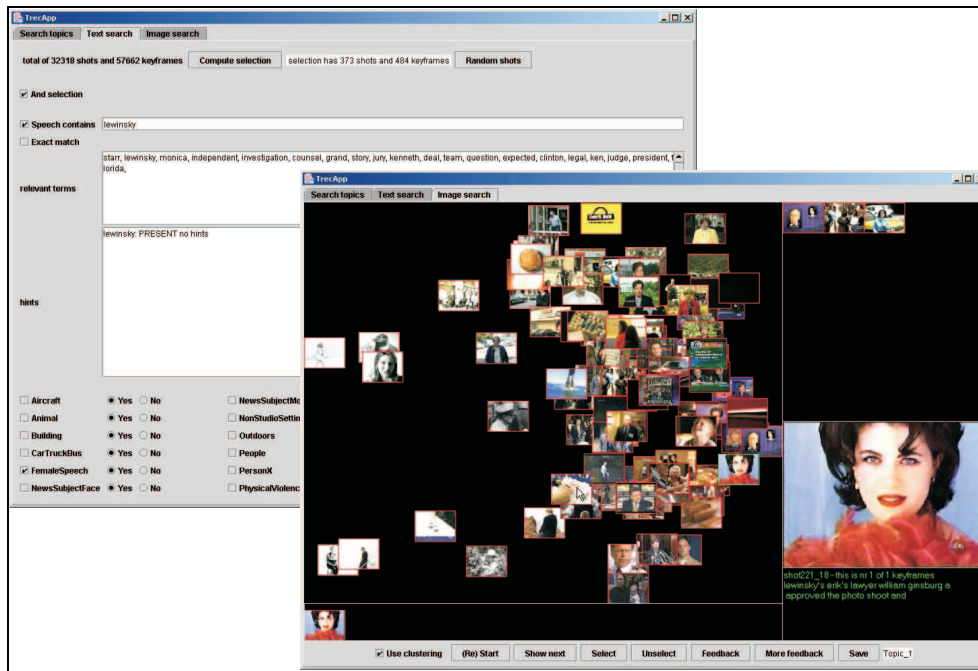 TrecApp
Search topics Text search Image search
total of 32318 shots and 57662 keyframes Compute selection selection has 373 shots and 484 keyframes Random shots
And selection
Speech contains lewinsky
Exact match
relevant terms
starr, lewinsky, monica, independent, investigation, counsel, grand, story, jury, kenneth, deal, team, question, expected, clinton, legal, ken, judge, president, f
lorida,
hints
lewinsky: PRESENT no hints
Aircraft Yes No NewsSubjectMo
Animal Yes No NonStudioSettin
Building Yes No Outdoors
CarTruckBus Yes No People
FemaleSpeech Yes No PersonX
NewsSubjectFace Yes No PhysicalViolenc
TrecApp
Search topics Text search Image search
shot221_18 - this is nr 1 of 1 keyframes
lewinsky's erik's lawyer william ginsburg a
approved the photo shoot and
Use clustering (Re) Start Show next Select Unselect Feedback More feedback Save Topic_1